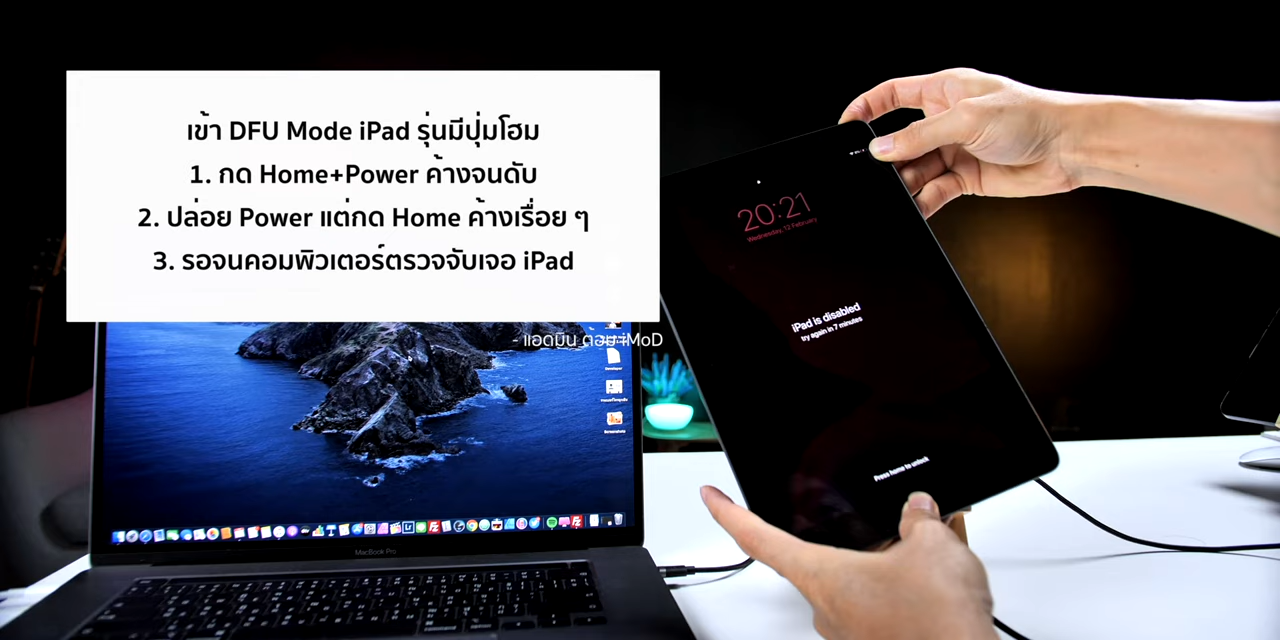 เข้า DFU Mode iPad รุ่นมีปุ่มโฮม
1. กด Home+Power ค้างจนดับ
2. ปล่อย Power แต่กด Home ค้างเรื่อย ๆ
3. รอจนคอมพิวเตอร์ตรวจจับเจอ iPad
- แอดมิน ต้อม iMoD
20:21
Wednesday, 12 February
iPad is disabled
try again in 7 minutes
Press home to unlock
Developer
MacBook Pro